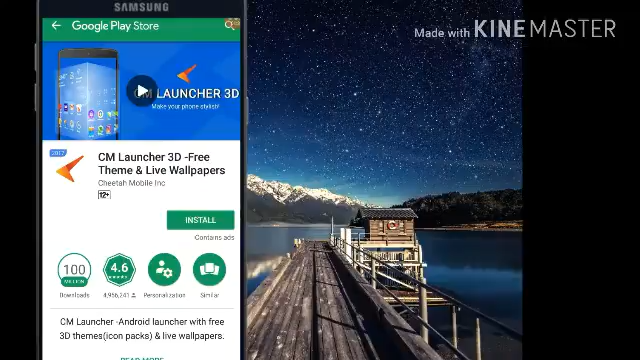 SAMSUNG
Google Play Store
CM LAUNCHER 3D
Make your phone stylish!
CM Launcher 3D -Free
Theme & Live Wallpapers
Cheetah Mobile Inc
12+
INSTALL
Contains ads
100
MILLION
4.6
Downloads
Personalization
Similar
CM Launcher -Android launcher with free
3D themes(icon packs) & live wallpapers.
READ MORE
Made with KINEMASTER